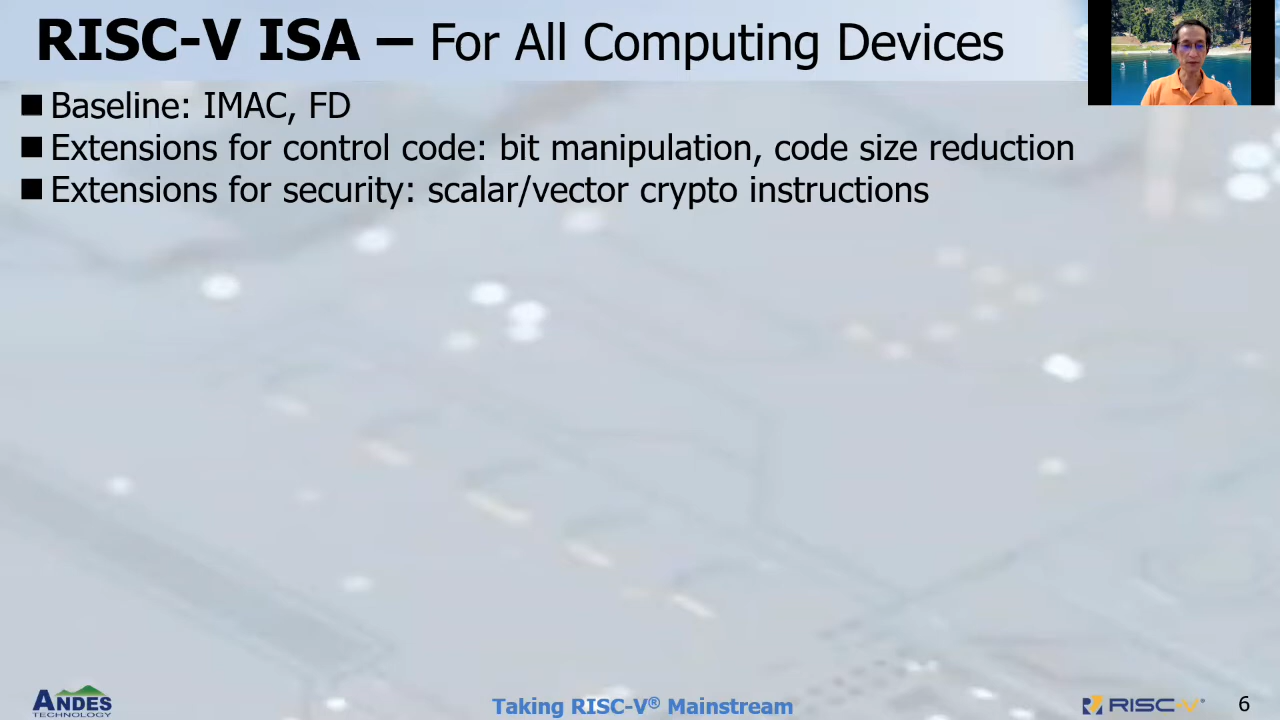 RISC-V ISA – For All Computing Devices
Baseline: IMAC, FD
Extensions for control code: bit manipulation, code size reduction
Extensions for security: scalar/vector crypto instructions
ANDES
TECHNOLOGY
Taking RISC-V® Mainstream
RISC-V®
6